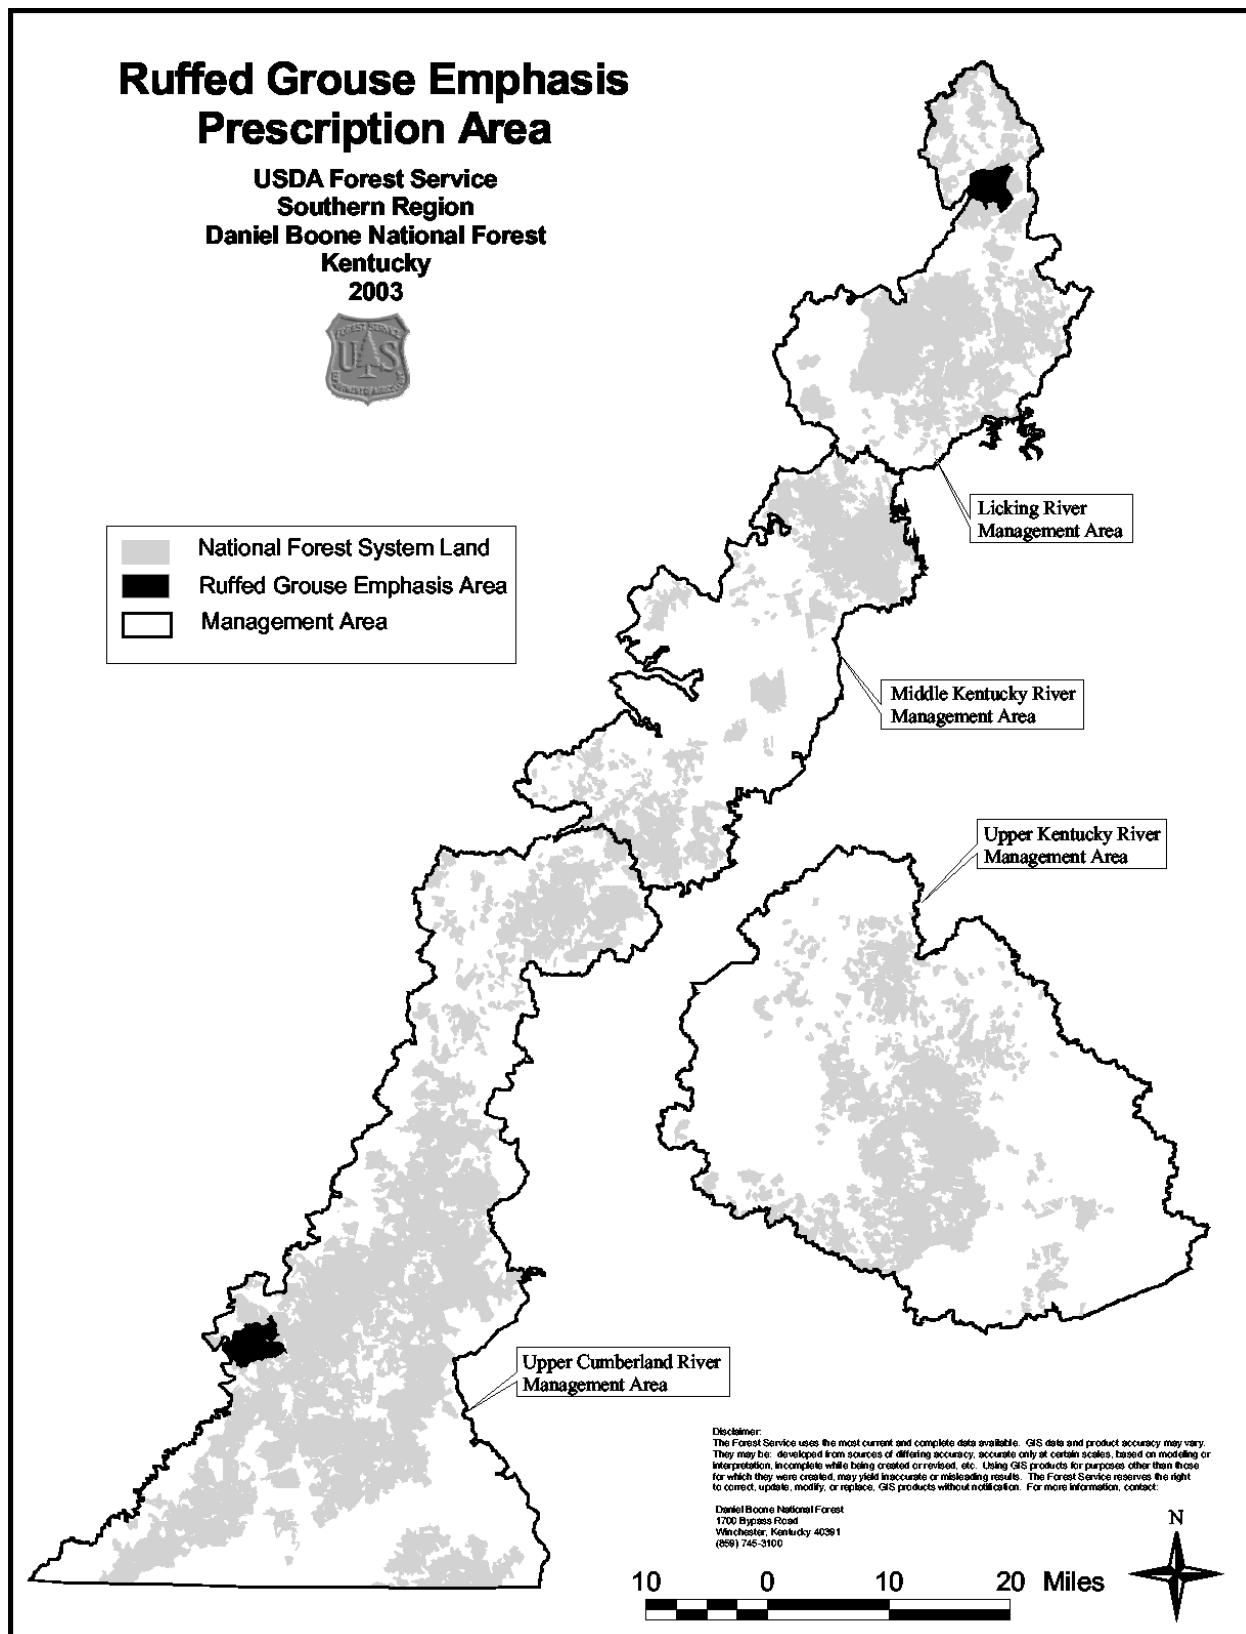 Ruffed Grouse Emphasis
Prescription Area
USDA Forest Service
Southern Region
Daniel Boone National Forest
Kentucky
2003
FOREST SERVICE
U S
DEPARTMENT OF AGRICULTURE
National Forest System Land
Ruffed Grouse Emphasis Area
Management Area
Licking River
Management Area
Middle Kentucky River
Management Area
Upper Kentucky River
Management Area
Upper Cumberland River
Management Area
Disclaimer:
The Forest Service uses the most current and complete data available. GIS data and product accuracy may vary.
They may be: developed from sources of differing accuracy, accurate only at certain scales, based on modeling or
interpretation, incomplete while being created or revised, etc. Using GIS products for purposes other than those
for which they were created, may yield inaccurate or misleading results. The Forest Service reserves the right
to correct, update, modify, or replace, GIS products without notification. For more information, contact:
Daniel Boone National Forest
1700 Bypass Road
Winchester, Kentucky 40391
(859) 745-3100
N
10 0 10 20 Miles